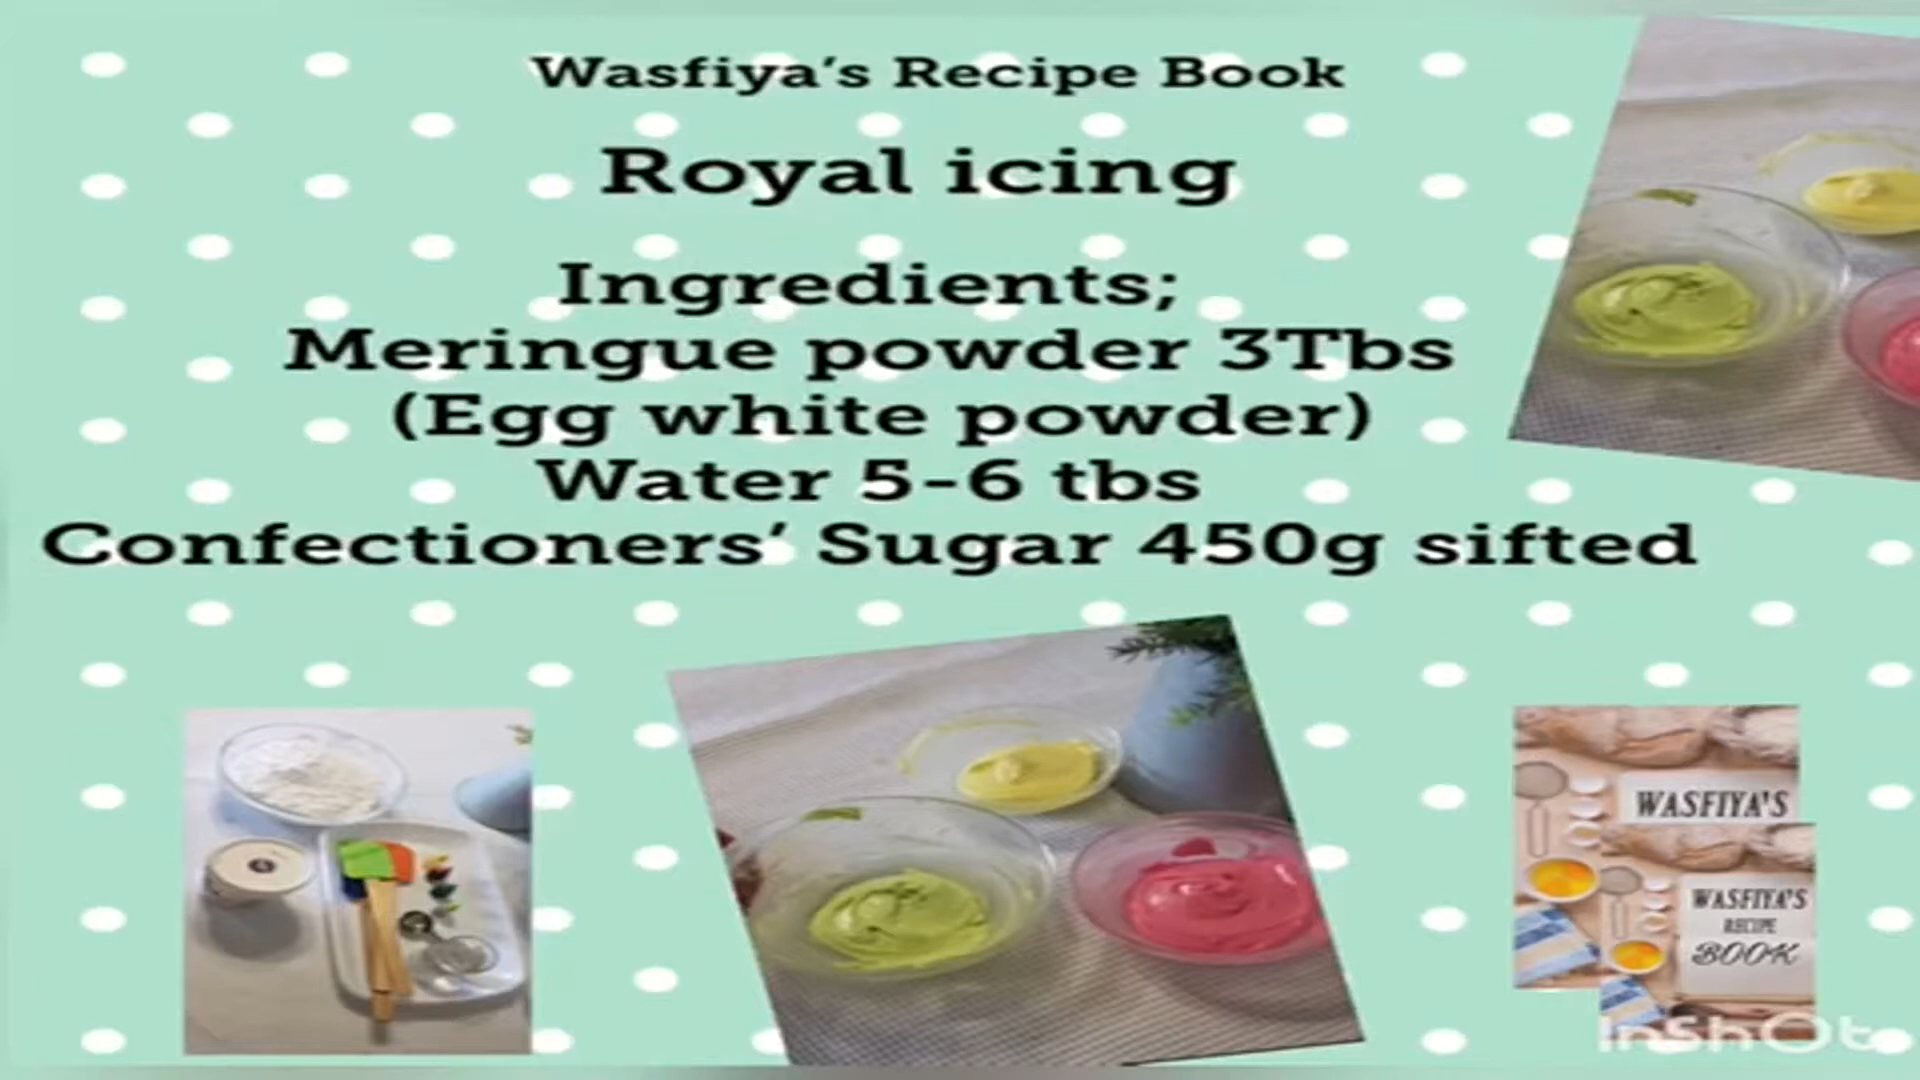 Wasfiya's Recipe Book
Royal icing
Ingredients;
Meringue powder 3Tbs
(Egg white powder)
Water 5-6 tbs
Confectioners' Sugar 450g sifted
WASFIYA'S
WASFIYA'S
RECIPE
BOOK
InShOt